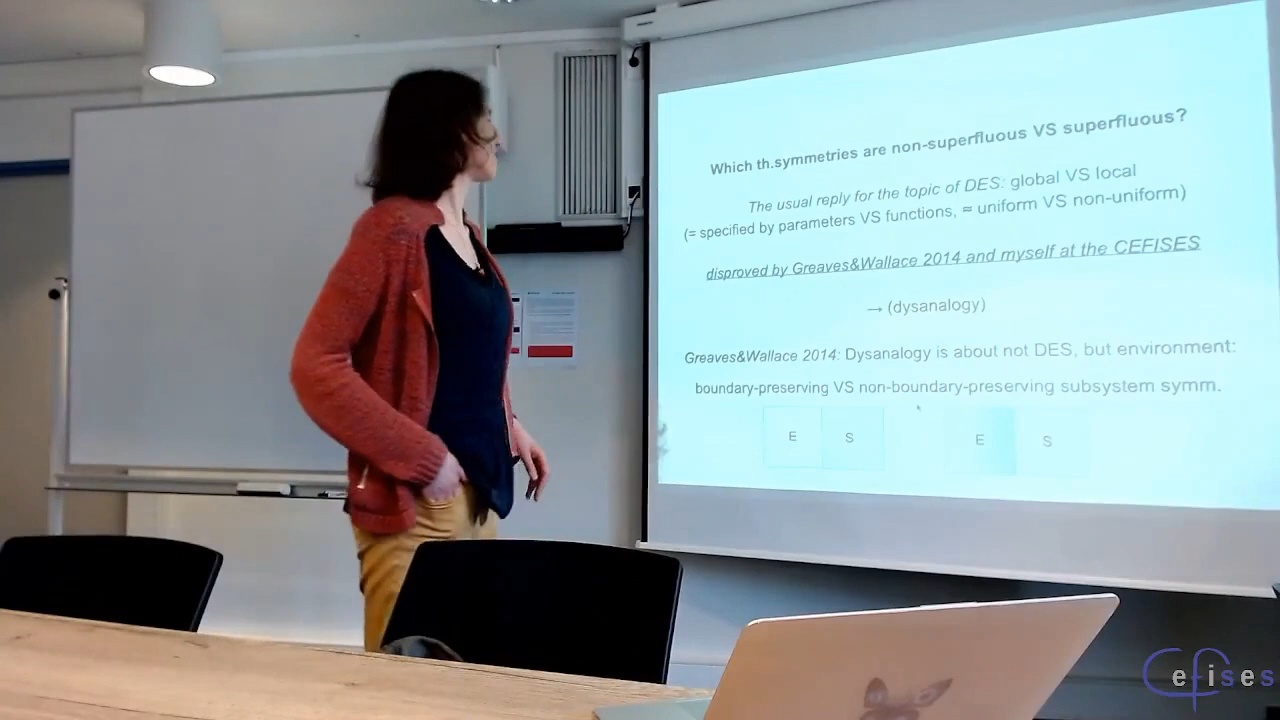 Which th.symmetries are non-superfluous VS superfluous?
The usual reply for the topic of DES: global VS local
(= specified by parameters VS functions, ≈ uniform VS non-uniform)
disproved by Greaves&Wallace 2014 and myself at the CEFISES
→ (dysanalogy)
Greaves&Wallace 2014: Dysanalogy is about not DES, but environment:
boundary-preserving VS non-boundary-preserving subsystem symm.
E S E S
Cefises